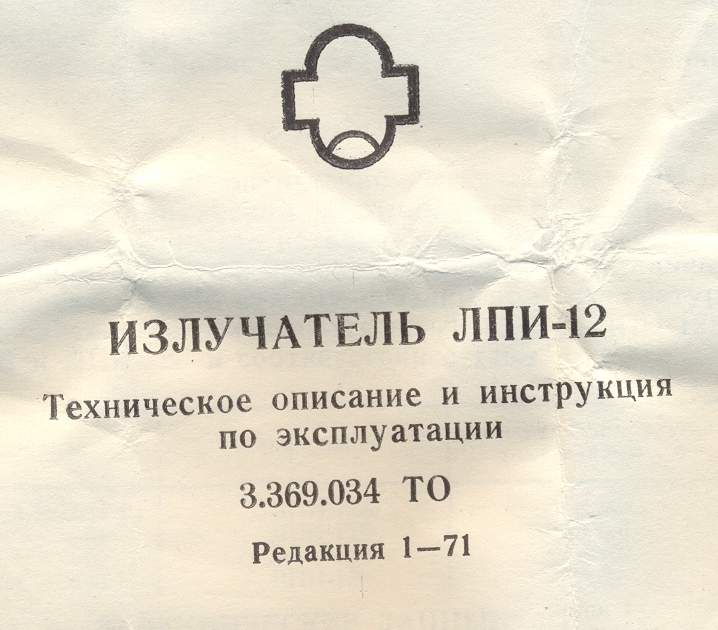 ИЗЛУЧАТЕЛЬ ЛПИ-12
Техническое описание и инструкция
по эксплуатации
3.369.034 ТО
Редакция 1—71